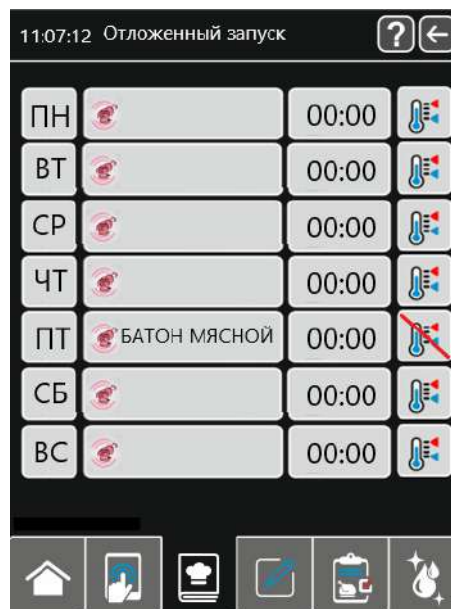 11:07:12 Отложенный запуск ?
ПН 00:00
ВТ 00:00
СР 00:00
ЧТ 00:00
ПТ БАТОН МЯСНОЙ 00:00
СБ 00:00
ВС 00:00